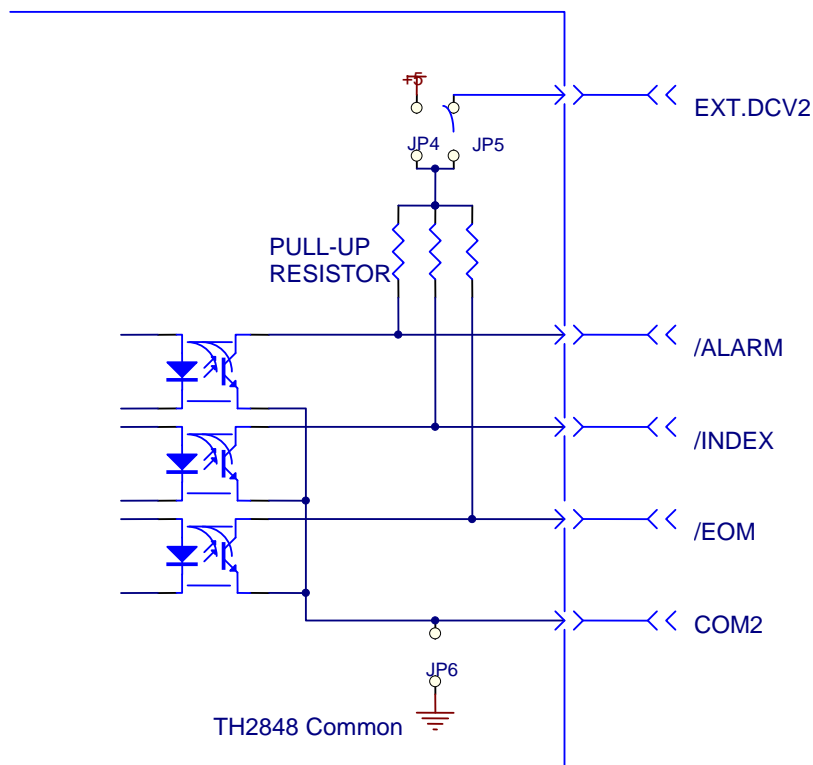 +5
EXT.DCV2
JP4
JP5
PULL-UP
RESISTOR
/ALARM
/INDEX
/EOM
COM2
JP6
TH2848 Common